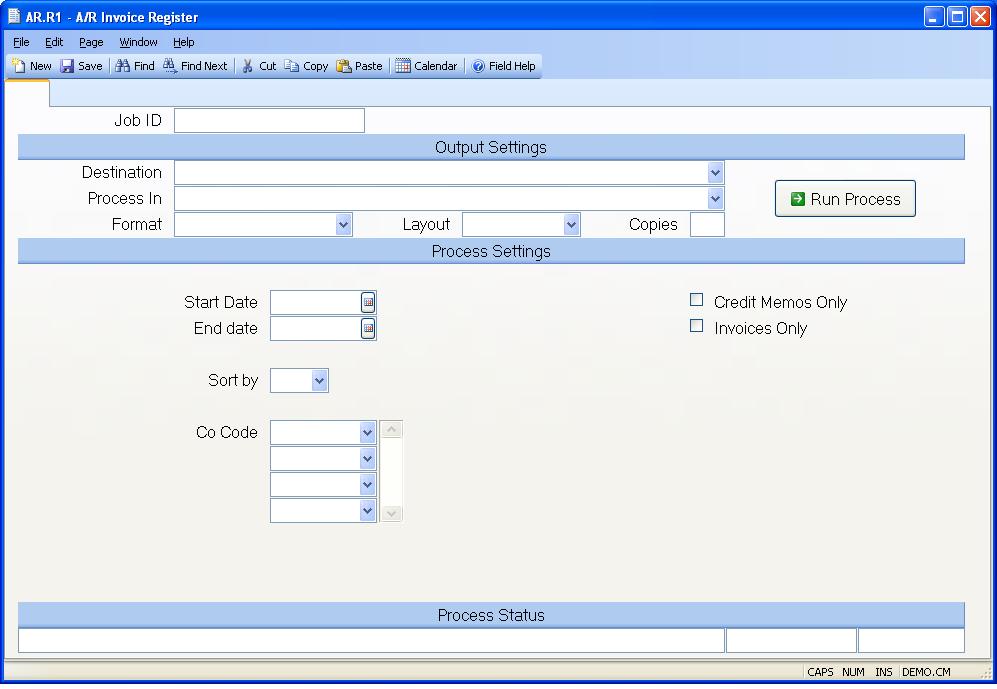 AR.R1 - A/R Invoice Register
File Edit Page Window Help
New Save Find Find Next Cut Copy Paste Calendar Field Help
Job ID
Output Settings
Destination
Process In
Run Process
Format Layout Copies
Process Settings
Start Date
Credit Memos Only
End date
Invoices Only
Sort by
Co Code
Process Status
CAPS NUM INS DEMO.CM